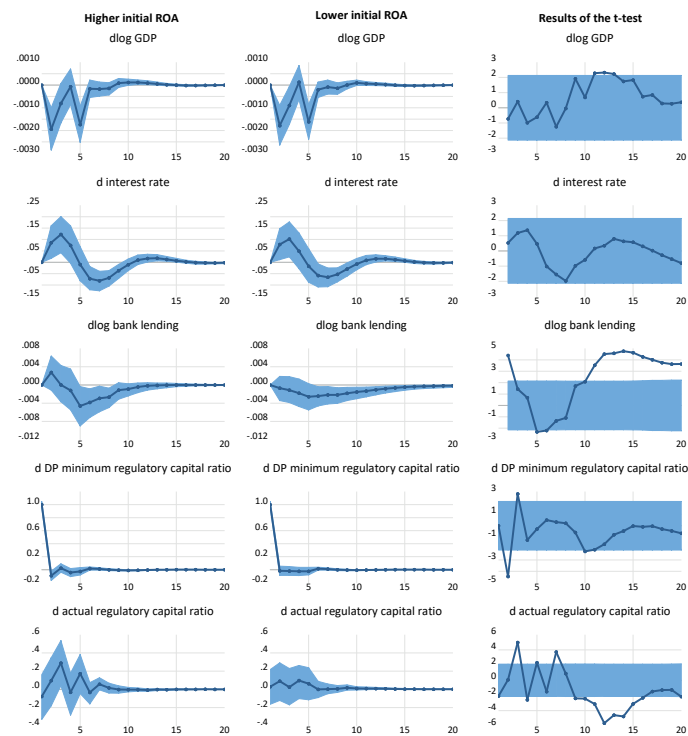 Higher initial ROA
Lower initial ROA
Results of the t-test
dlog GDP
dlog GDP
dlog GDP
.0010
.0000
-.0010
-.0020
-.0030
5 10 15 20
.0010
.0000
-.0010
-.0020
-.0030
5 10 15 20
3
2
1
0
-1
-2
-3
5 10 15 20
d interest rate
d interest rate
d interest rate
.25
.15
.05
-.05
-.15
5 10 15 20
.25
.15
.05
-.05
-.15
5 10 15 20
3
2
1
0
-1
-2
-3
5 10 15 20
dlog bank lending
dlog bank lending
dlog bank lending
.008
.004
.000
-.004
-.008
-.012
5 10 15 20
.008
.004
.000
-.004
-.008
-.012
5 10 15 20
5
3
1
-1
-3
5 10 15 20
d DP minimum regulatory capital ratio
d DP minimum regulatory capital ratio
d DP minimum regulatory capital ratio
1.0
0.6
0.2
-0.2
5 10 15 20
1.0
0.6
0.2
-0.2
5 10 15 20
3
1
-1
-3
-5
5 10 15 20
d actual regulatory capital ratio
d actual regulatory capital ratio
d actual regulatory capital ratio
.6
.4
.2
.0
-.2
-.4
5 10 15 20
.6
.4
.2
.0
-.2
-.4
5 10 15 20
6
4
2
0
-2
-4
-6
5 10 15 20